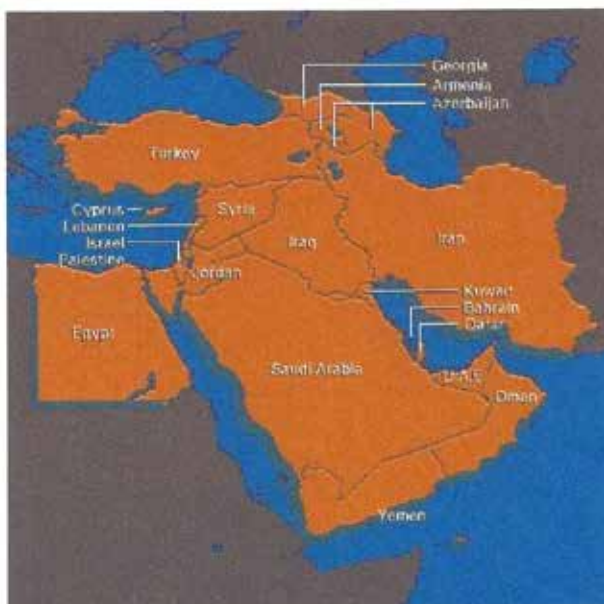 Georgia
Armenia
Azerbaijan
Turkey
Cyprus
Lebanon
Israel
Palestine
Syria
Iraq
Iran
Jordan
Kuwait
Bahrain
Qatar
Egypt
Saudi Arabia
U.A.E
Oman
Yemen